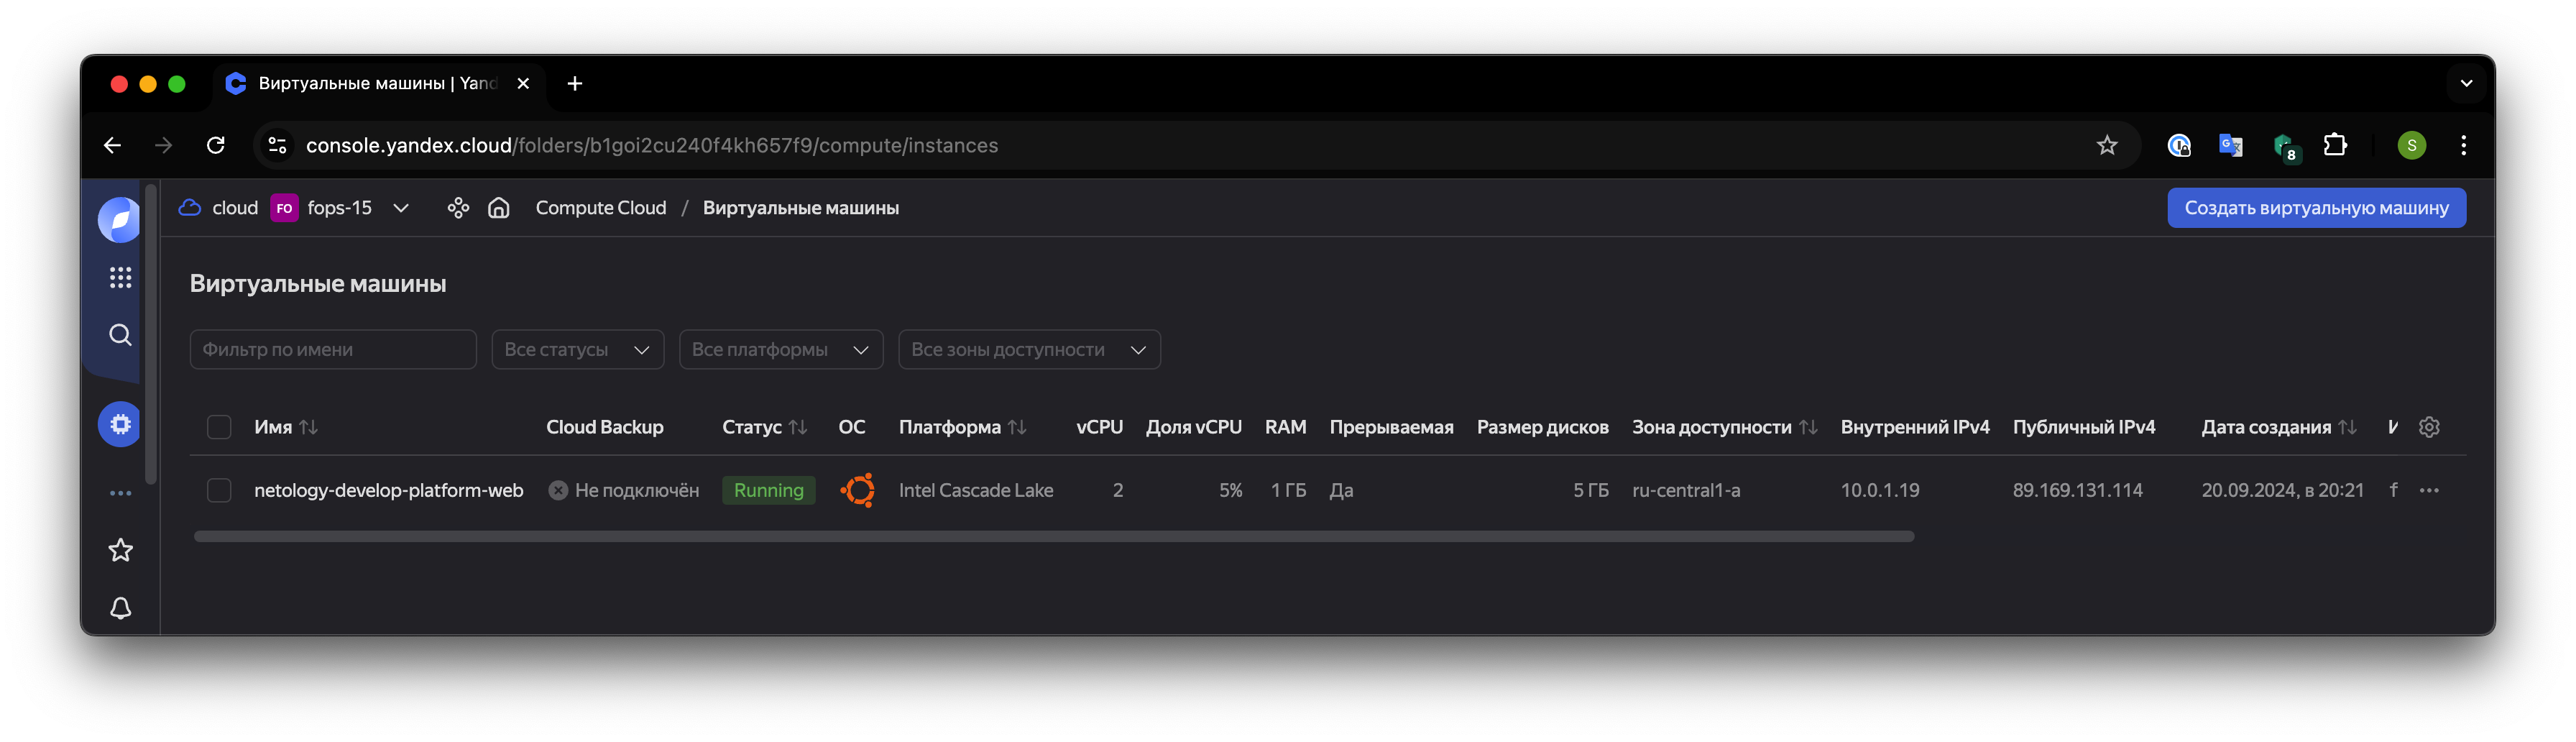 Виртуальные машины | Yand
console.yandex.cloud/folders/b1goi2cu240f4kh657f9/compute/instances
8
S
cloud FO fops-15 Compute Cloud / Виртуальные машины Создать виртуальную машину
Виртуальные машины
Фильтр по имени Все статусы Все платформы Все зоны доступности
Имя Cloud Backup Статус ОС Платформа vCPU Доля vCPU RAM Прерываемая Размер дисков Зона доступности Внутренний IPv4 Публичный IPv4 Дата создания
netology-develop-platform-web Не подключён Running Intel Cascade Lake 2 5% 1 ГБ Да 5 ГБ ru-central1-a 10.0.1.19 89.169.131.114 20.09.2024, в 20:21 f